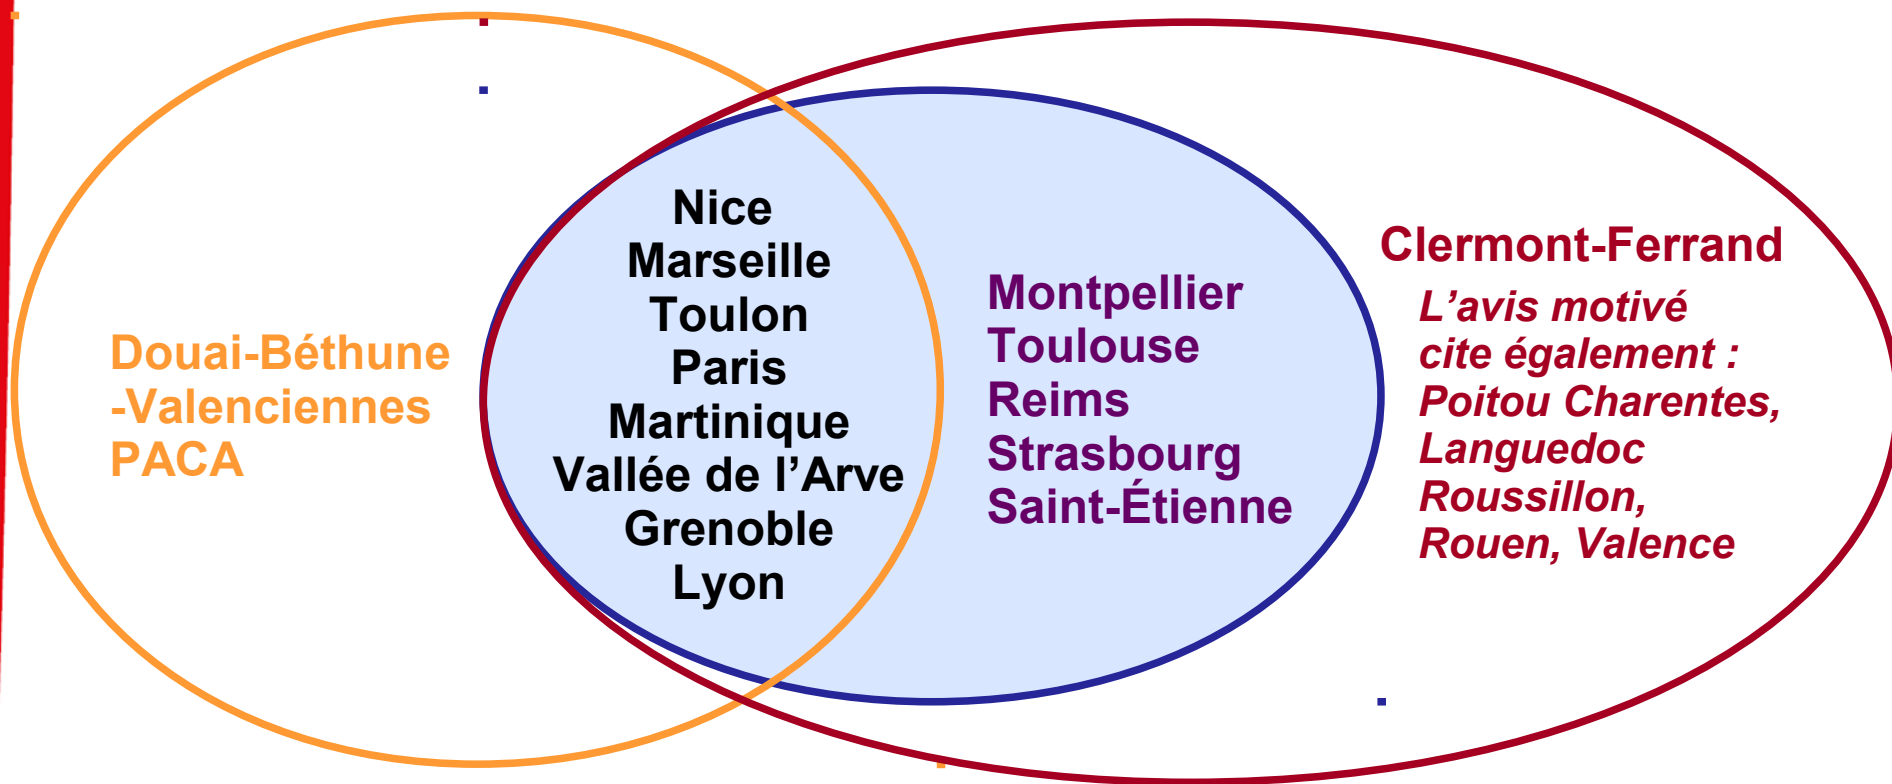 Douai-Béthune
-Valenciennes
PACA
Nice
Marseille
Toulon
Paris
Martinique
Vallée de l’Arve
Grenoble
Lyon
Montpellier
Toulouse
Reims
Strasbourg
Saint-Étienne
Clermont-Ferrand
L’avis motivé
cite également :
Poitou Charentes,
Languedoc
Roussillon,
Rouen, Valence